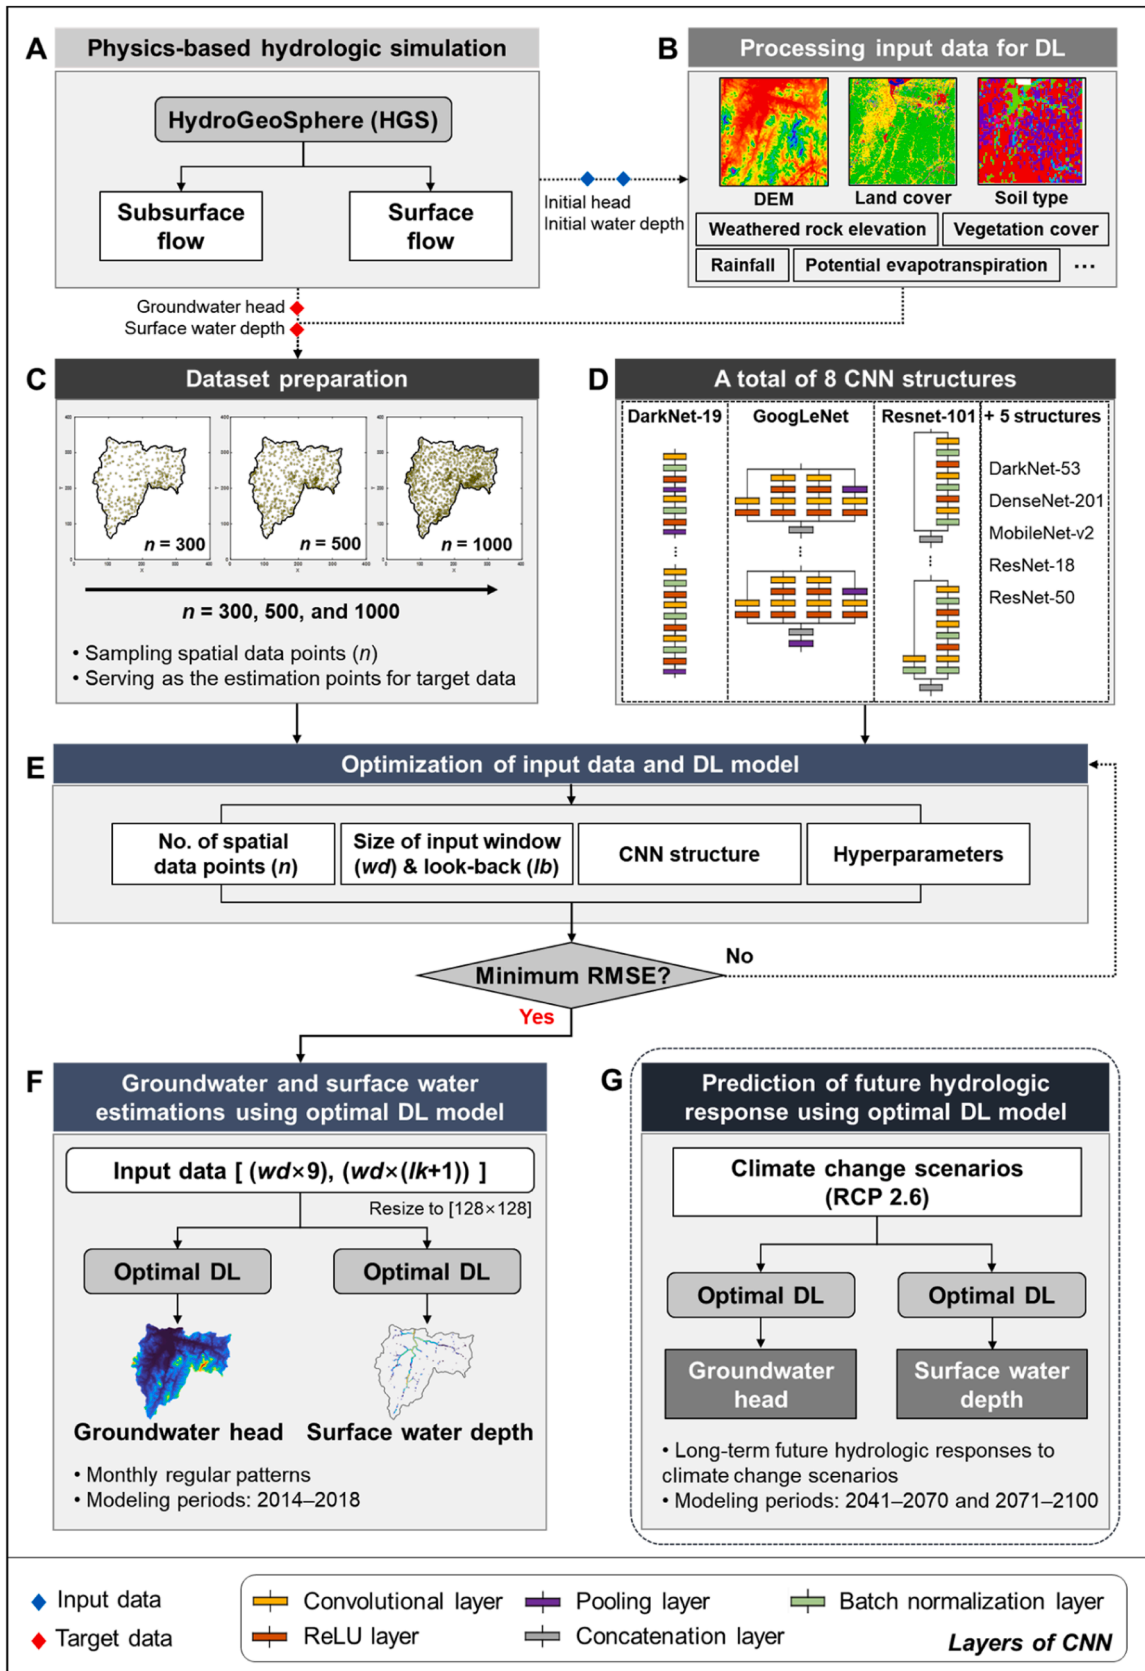 A
Physics-based hydrologic simulation
HydroGeoSphere (HGS)
Subsurface
flow
Surface
flow
Initial head
Initial water depth
B
Processing input data for DL
DEM
Land cover
Soil type
Weathered rock elevation
Vegetation cover
Rainfall
Potential evapotranspiration
...
Groundwater head
Surface water depth
C
Dataset preparation
n = 300
n = 500
n = 1000
n = 300, 500, and 1000
• Sampling spatial data points (n)
• Serving as the estimation points for target data
D
A total of 8 CNN structures
DarkNet-19
GoogLeNet
Resnet-101
+ 5 structures
DarkNet-53
DenseNet-201
MobileNet-v2
ResNet-18
ResNet-50
E
Optimization of input data and DL model
No. of spatial
data points (n)
Size of input window
(wd) & look-back (lb)
CNN structure
Hyperparameters
Minimum RMSE?
No
Yes
F
Groundwater and surface water
estimations using optimal DL model
Input data [ (wd×9), (wd×(lk+1)) ]
Resize to [128×128]
Optimal DL
Optimal DL
Groundwater head
Surface water depth
• Monthly regular patterns
• Modeling periods: 2014–2018
G
Prediction of future hydrologic
response using optimal DL model
Climate change scenarios
(RCP 2.6)
Optimal DL
Optimal DL
Groundwater
head
Surface water
depth
• Long-term future hydrologic responses to
climate change scenarios
• Modeling periods: 2041–2070 and 2071–2100
Input data
Target data
Convolutional layer
Pooling layer
Batch normalization layer
ReLU layer
Concatenation layer
Layers of CNN